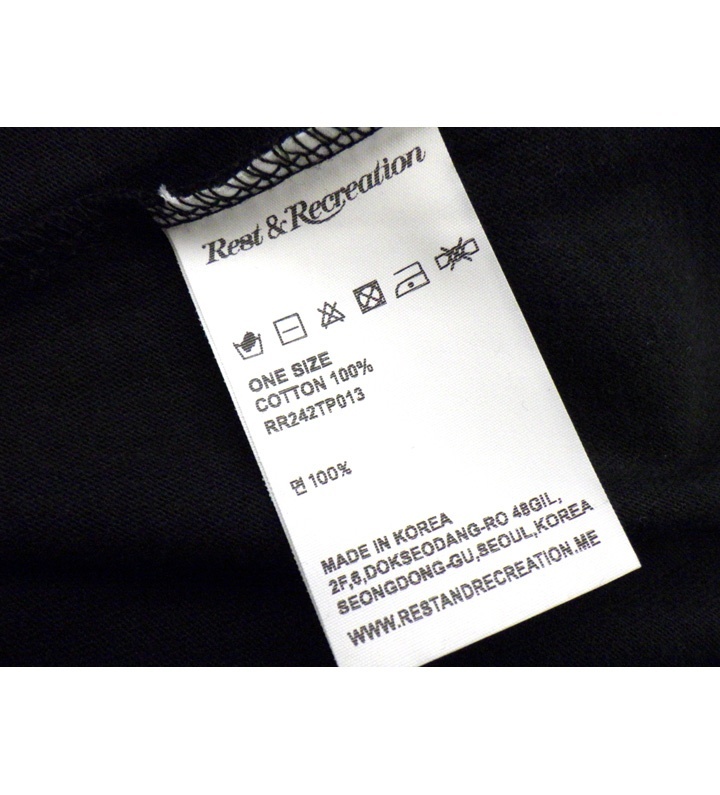 Rest & Recreation
ONE SIZE
COTTON 100%
RR242TP013
면 100%
MADE IN KOREA
2F,6,DOKSEODANG-RO 48GIL,
SEONGDONG-GU,SEOUL,KOREA
WWW.RESTANDRECREATION.ME